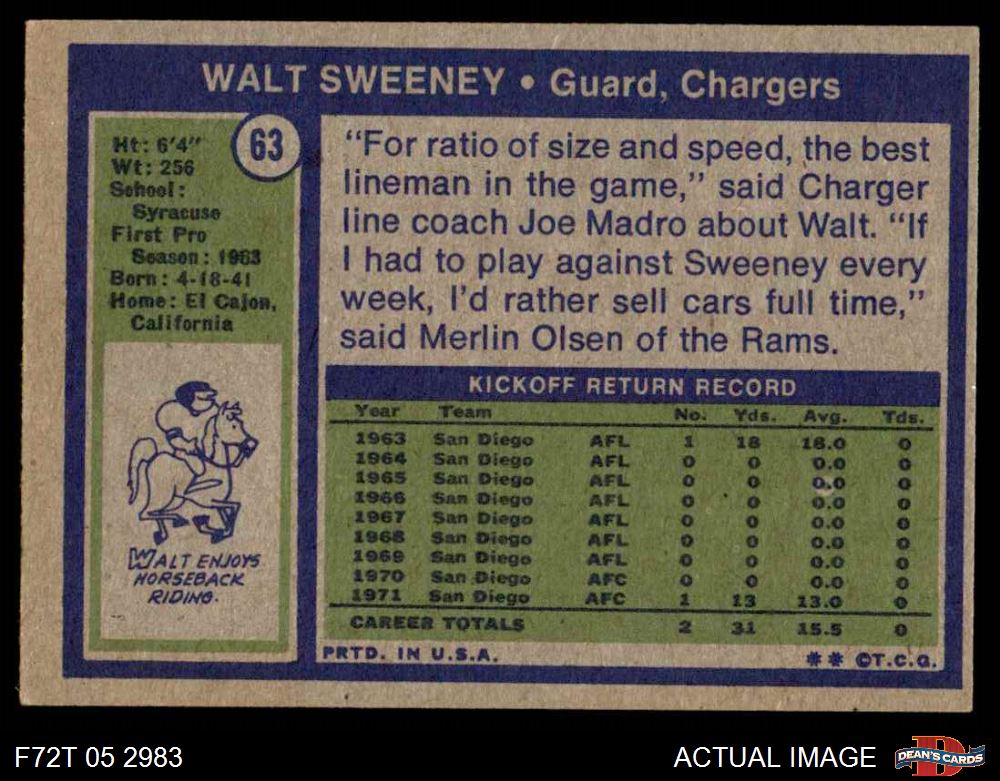 WALT SWEENEY • Guard, Chargers
63
Ht: 6'4"
Wt: 256
School:
Syracuse
First Pro
Season: 1963
Born: 4-18-41
Home: El Cajon,
California
WALT ENJOYS
HORSEBACK
RIDING.
"For ratio of size and speed, the best
lineman in the game," said Charger
line coach Joe Madro about Walt. "If
I had to play against Sweeney every
week, I'd rather sell cars full time,"
said Merlin Olsen of the Rams.
KICKOFF RETURN RECORD
Year Team No. Yds. Avg. Tds.
1963 San Diego AFL 1 18 18.0 0
1964 San Diego AFL 0 0 0.0 0
1965 San Diego AFL 0 0 0.0 0
1966 San Diego AFL 0 0 0.0 0
1967 San Diego AFL 0 0 0.0 0
1968 San Diego AFL 0 0 0.0 0
1969 San Diego AFL 0 0 0.0 0
1970 San Diego AFC 0 0 0.0 0
1971 San Diego AFC 1 13 13.0 0
CAREER TOTALS 2 31 15.5 0
PRTD. IN U.S.A. ** ©T.C.G.
F72T 05 2983 ACTUAL IMAGE D DEAN'S CARDS